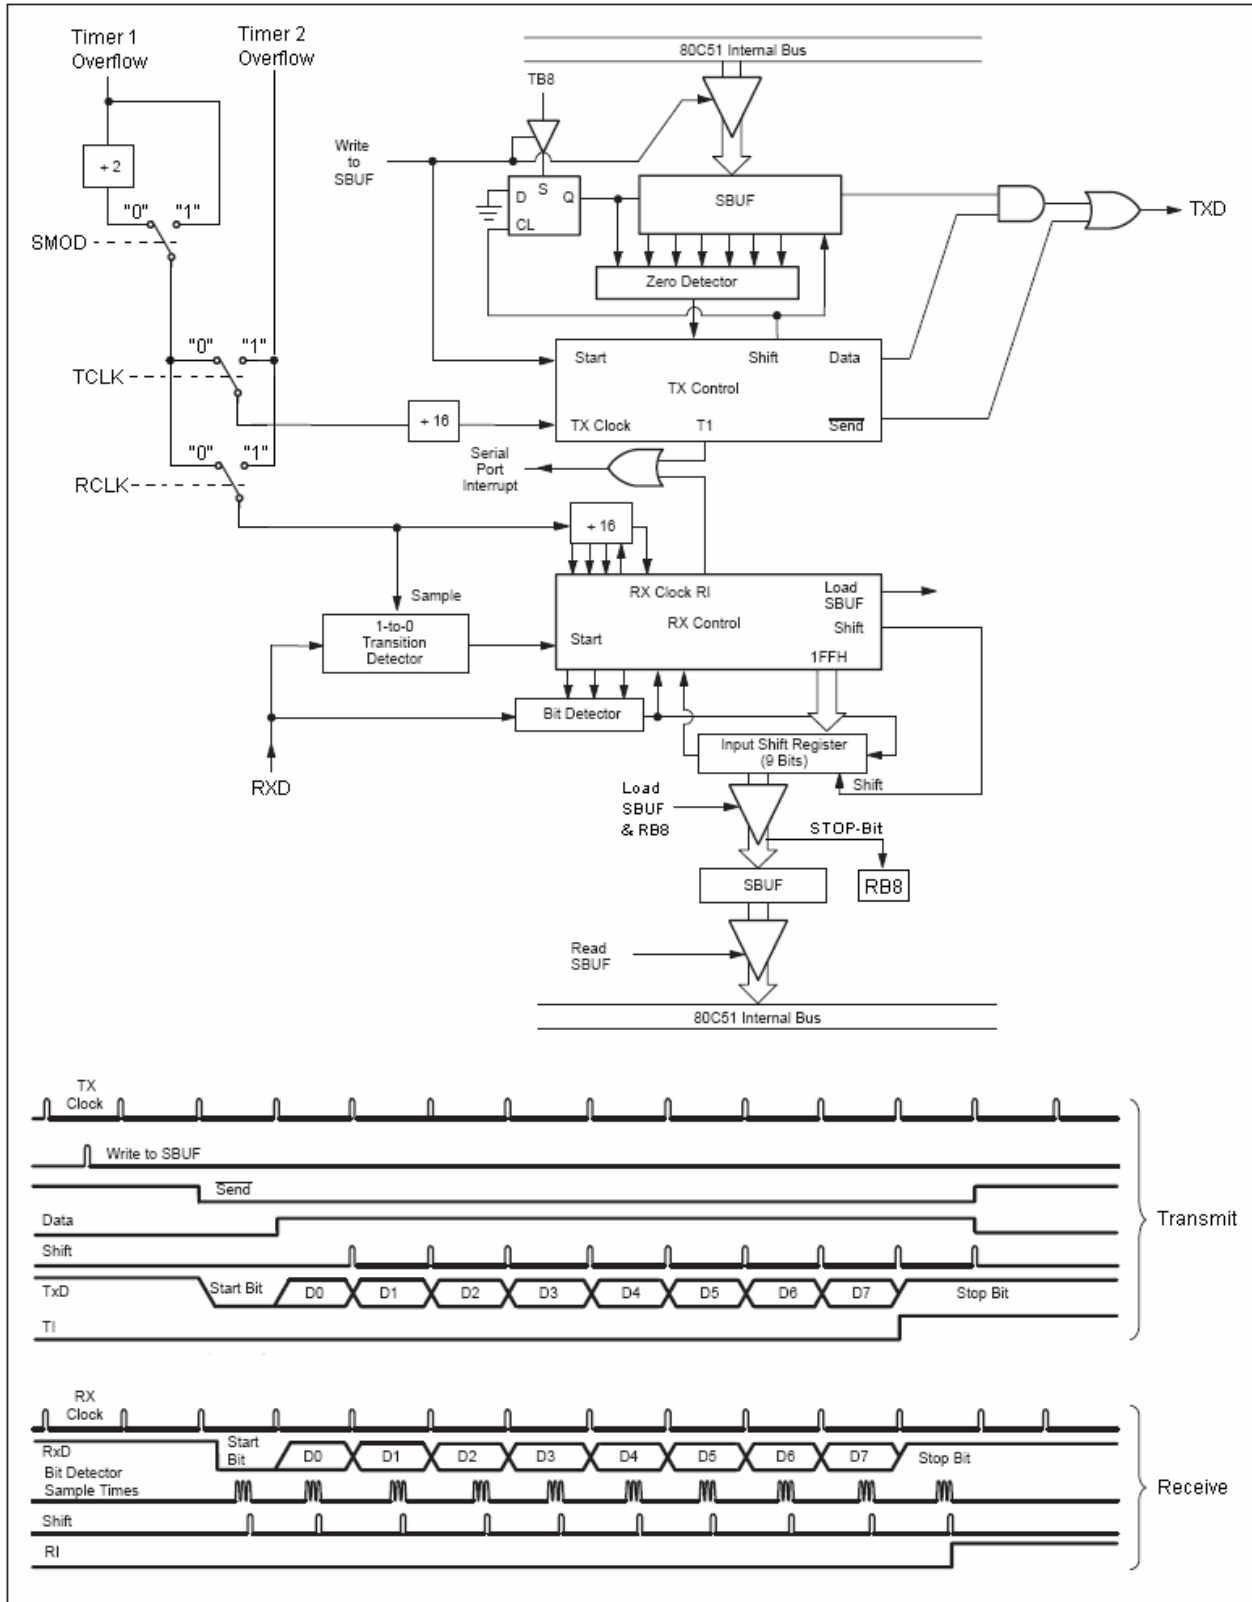 Timer 1
Overflow
Timer 2
Overflow
80C51 Internal Bus
TB8
Write
to
SBUF
÷ 2
"0" "1"
SMOD
D S Q
CL
SBUF
TXD
Zero Detector
"0" "1"
TCLK
Start Shift Data
TX Control
÷ 16
TX Clock T1 Send
Serial
Port
Interrupt
"0" "1"
RCLK
÷ 16
Sample
RX Clock RI
Load
SBUF
RX Control
Shift
Start
1FFH
1-to-0
Transition
Detector
Bit Detector
Input Shift Register
(9 Bits)
Shift
RXD
Load
SBUF
& RB8
STOP-Bit
SBUF
RB8
Read
SBUF
80C51 Internal Bus
TX
Clock
Write to SBUF
Send
Data
Shift
TxD Start Bit D0 D1 D2 D3 D4 D5 D6 D7 Stop Bit
TI
Transmit
RX
Clock
RxD Start Bit D0 D1 D2 D3 D4 D5 D6 D7 Stop Bit
Bit Detector
Sample Times
Shift
RI
Receive